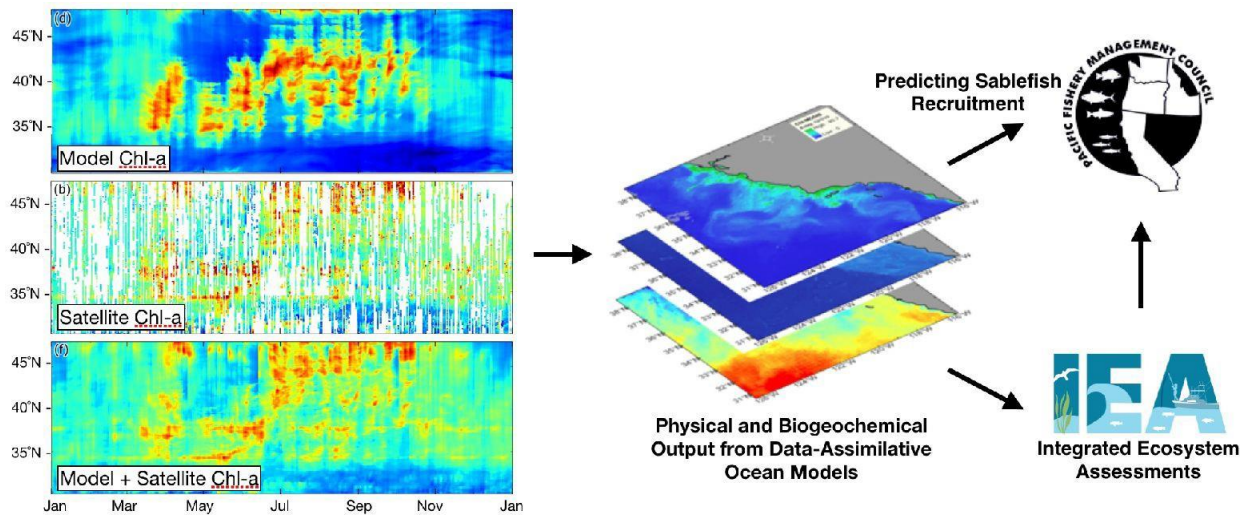 (d)
45°N
40°N
35°N
Model Chl-a
(b)
45°N
40°N
35°N
Satellite Chl-a
(f)
45°N
40°N
35°N
Model + Satellite Chl-a
Jan Mar May Jul Sep Nov Jan
Physical and Biogeochemical
Output from Data-Assimilative
Ocean Models
Predicting Sablefish
Recruitment
PACIFIC FISHERY MANAGEMENT COUNCIL
IEA
Integrated Ecosystem
Assessments